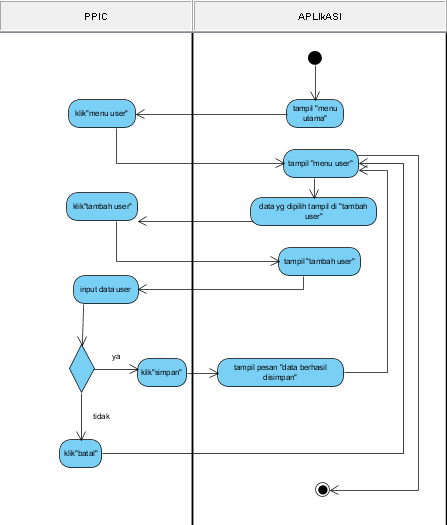 PPIC
APLIkASI
tampil "menu
utama"
klik"menu user"
tampil "menu user"
data yg dipilih tampil di "tambah
user"
klik"tambah user"
tampil "tambah user"
input data user
ya
klik"simpan"
tampil pesan "data berhasil
disimpan"
tidak
klik"batal"